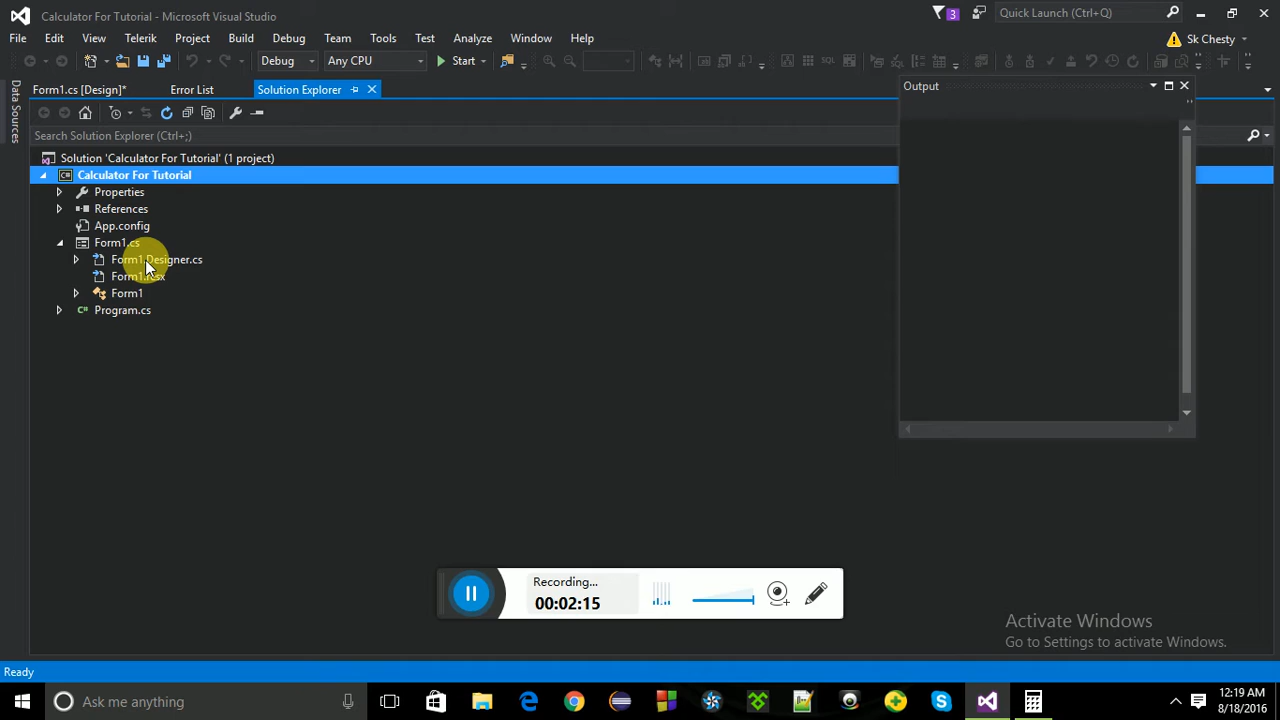 Calculator For Tutorial - Microsoft Visual Studio
3
Quick Launch (Ctrl+Q)
File Edit View Telerik Project Build Debug Team Tools Test Analyze Window Help
Sk Chesty
Debug Any CPU Start
Form1.cs [Design]* Error List Solution Explorer
Output
Data Sources
Search Solution Explorer (Ctrl+;)
Solution 'Calculator For Tutorial' (1 project)
C# Calculator For Tutorial
Properties
References
App.config
Form1.cs
Form1.Designer.cs
Form1.resx
Form1
C# Program.cs
Recording...
00:02:15
Activate Windows
Go to Settings to activate Windows.
Ready
Ask me anything
12:19 AM
8/18/2016